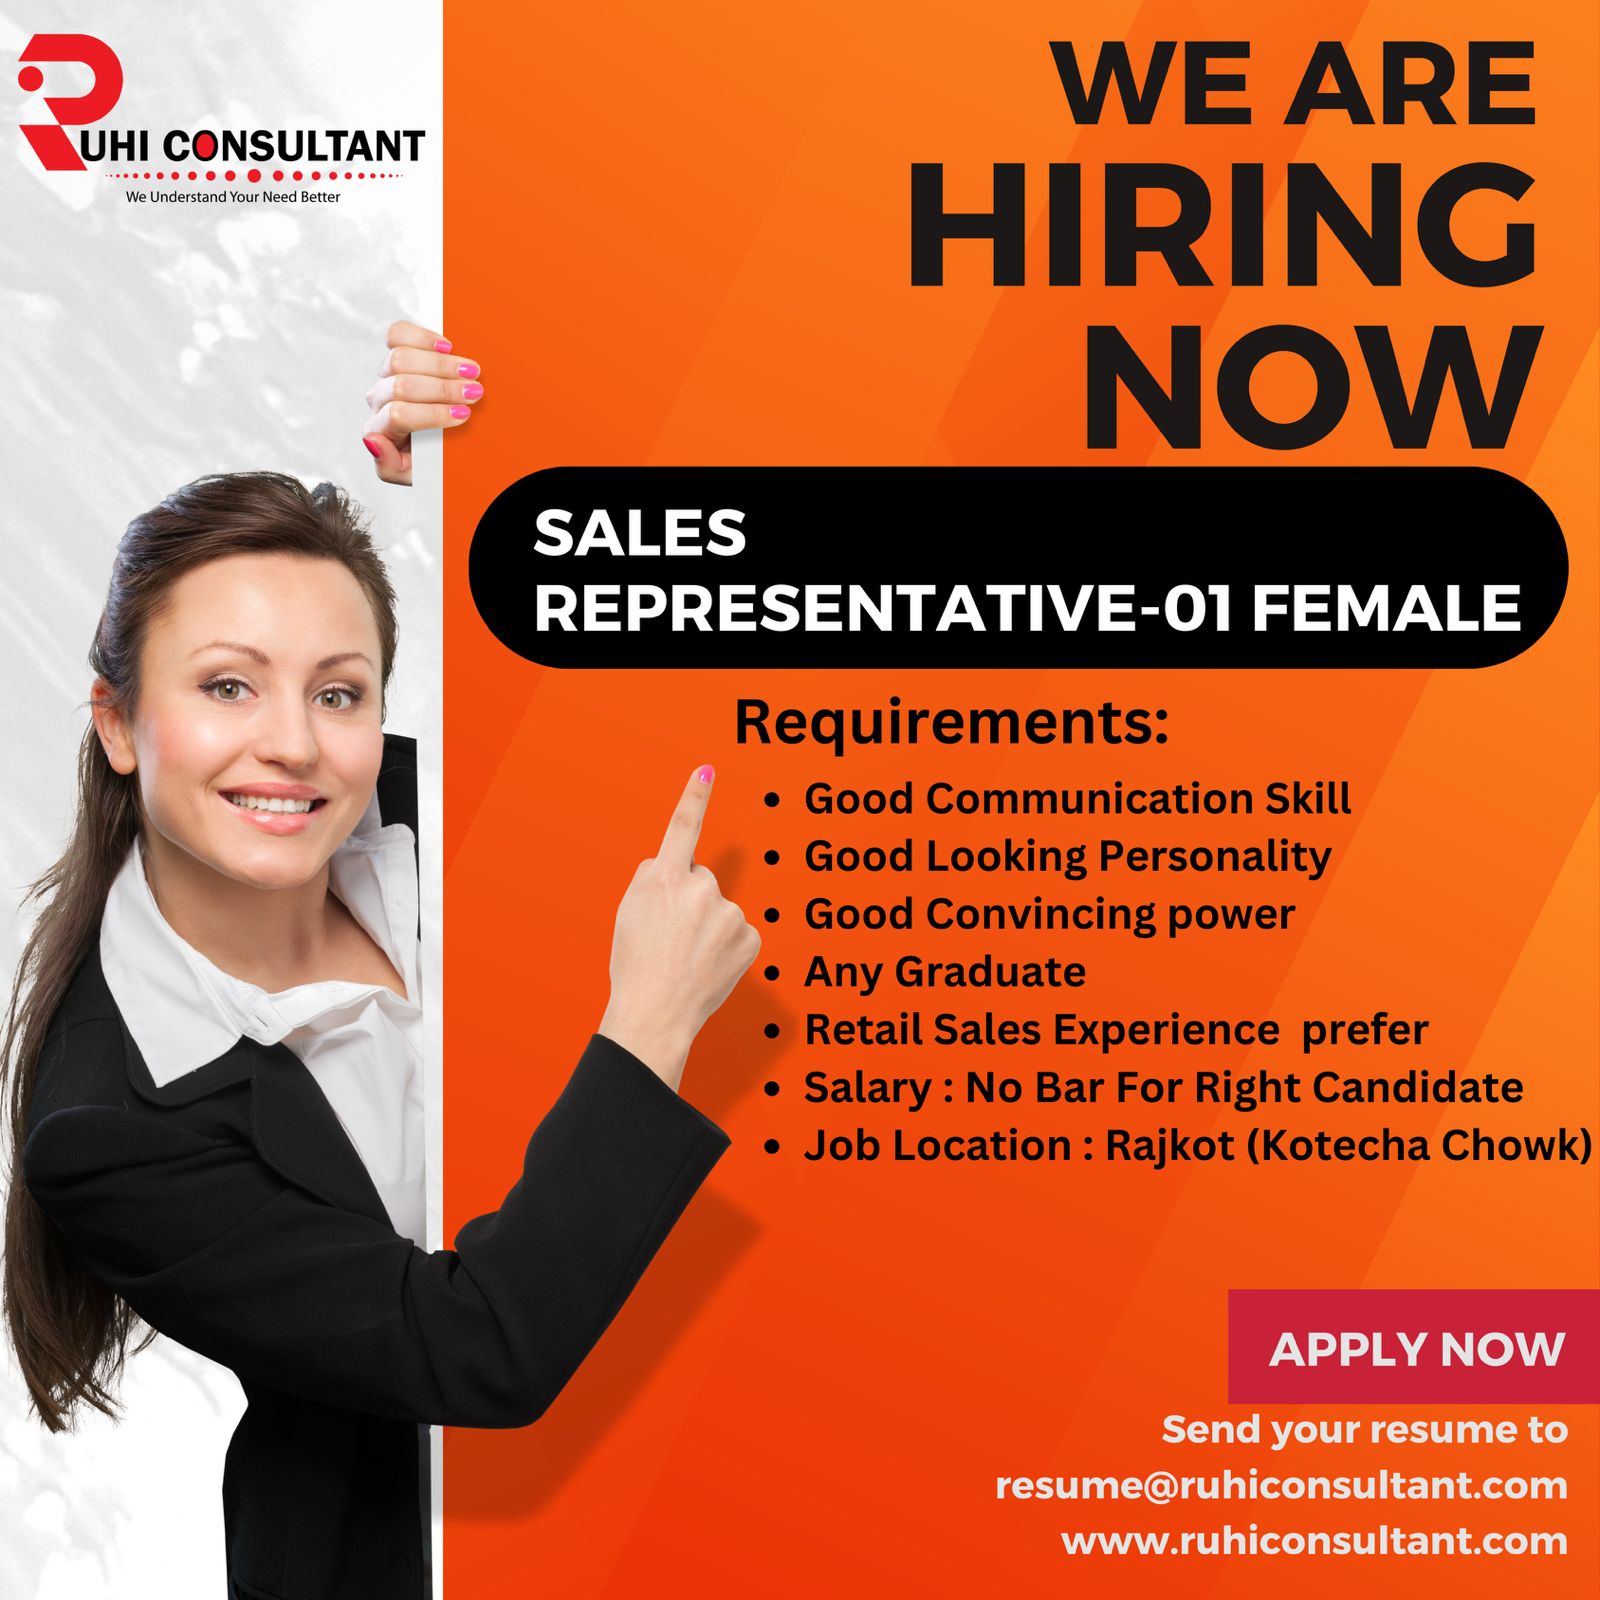 RUHI CONSULTANT
We Understand Your Need Better
WE ARE
HIRING
NOW
SALES
REPRESENTATIVE-01 FEMALE
Requirements:
• Good Communication Skill
• Good Looking Personality
• Good Convincing power
• Any Graduate
• Retail Sales Experience  prefer
• Salary : No Bar For Right Candidate
• Job Location : Rajkot (Kotecha Chowk)
APPLY NOW
Send your resume to
resume@ruhiconsultant.com
www.ruhiconsultant.com